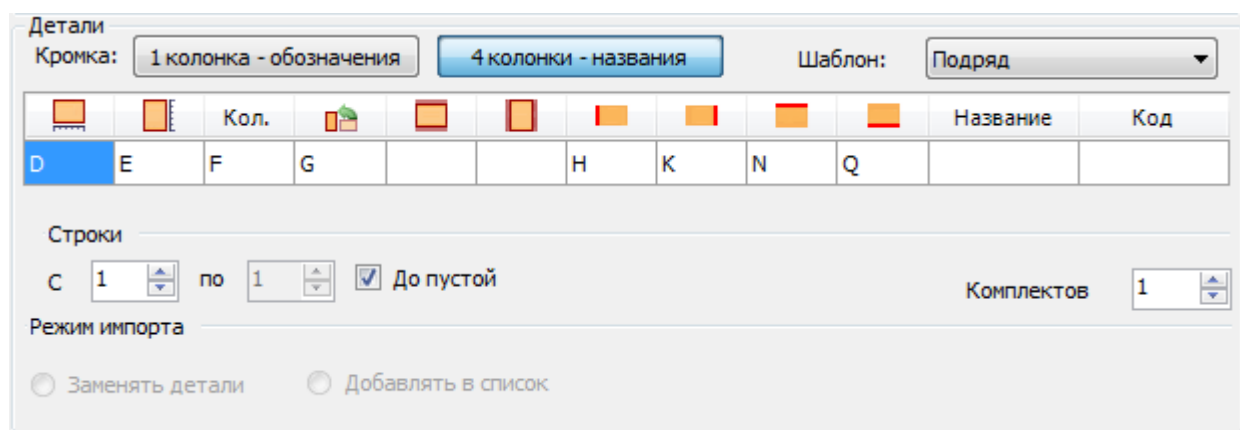 Детали
Кромка: 1 колонка - обозначения 4 колонки - названия Шаблон: Подряд
Кол. Название Код
D E F G H K N Q
Строки
С 1 по 1 До пустой Комплектов 1
Режим импорта
Заменять детали Добавлять в список